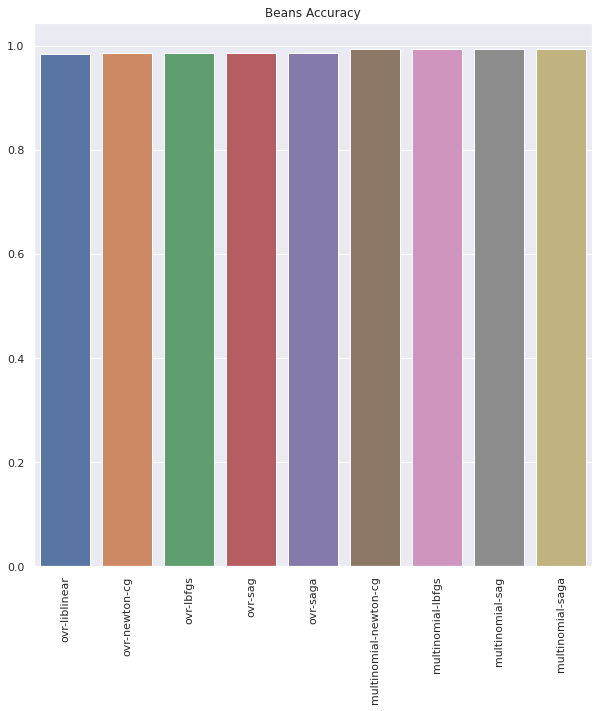 Beans Accuracy
1.0
0.8
0.6
0.4
0.2
0.0
ovr-liblinear
ovr-newton-cg
ovr-lbfgs
ovr-sag
ovr-saga
multinomial-newton-cg
multinomial-lbfgs
multinomial-sag
multinomial-saga